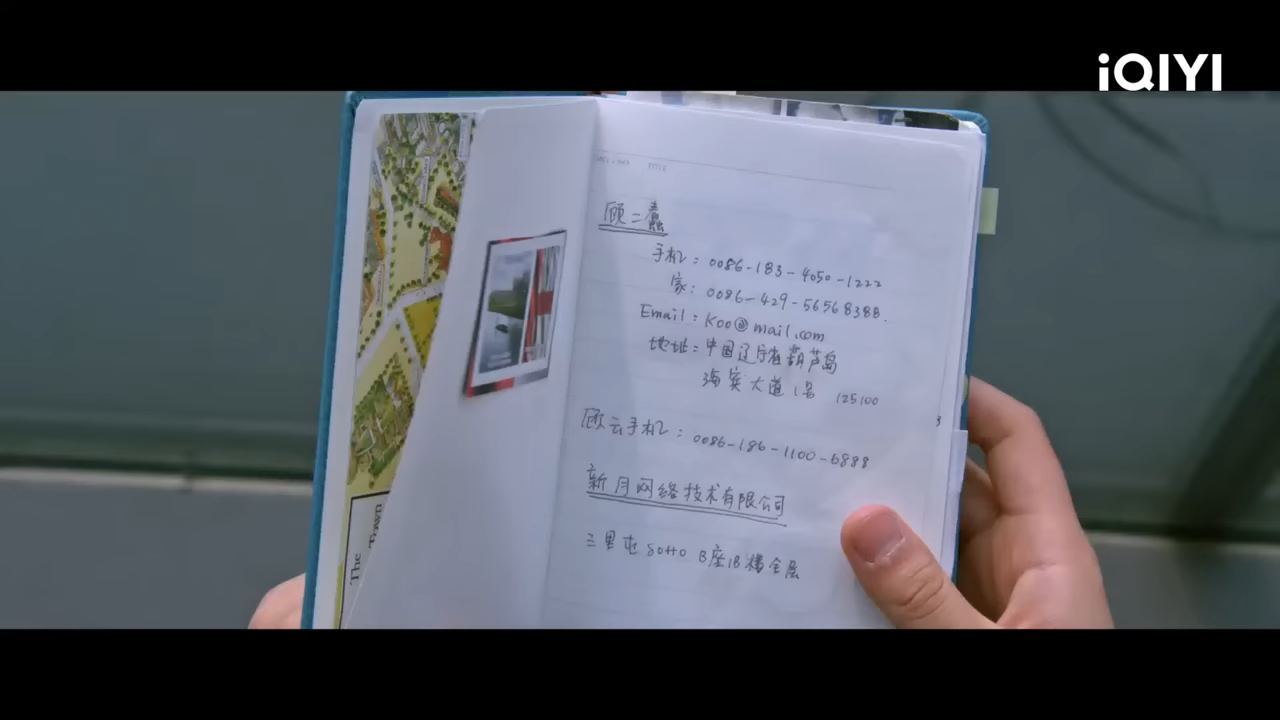 iQIYI
顾二蠢
手机：0086-183-4050-1222
家：0086-429-56568388.
Email：Koo@mail.com
地址：中国辽宁省葫芦岛
海宾大道1号 125100
顾云手机：0086-186-1100-6888
新月网络技术有限公司
三里屯SOHO B座18楼全层
The Town